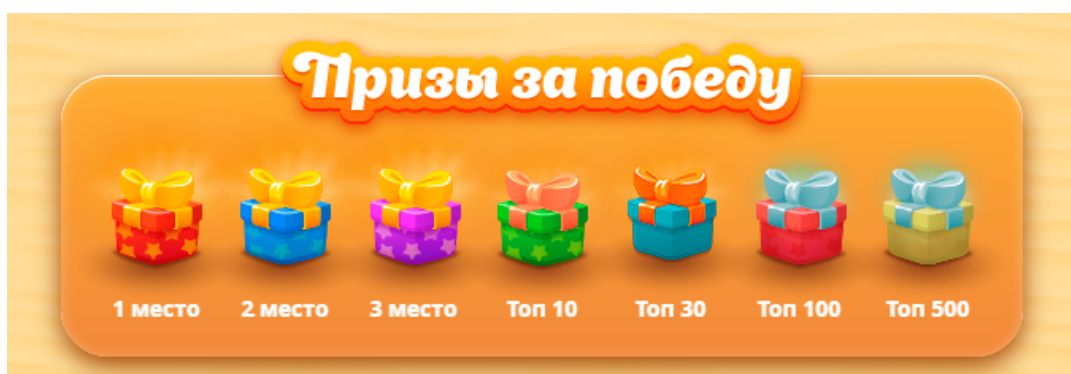 Призы за победу
1 место 2 место 3 место Топ 10 Топ 30 Топ 100 Топ 500